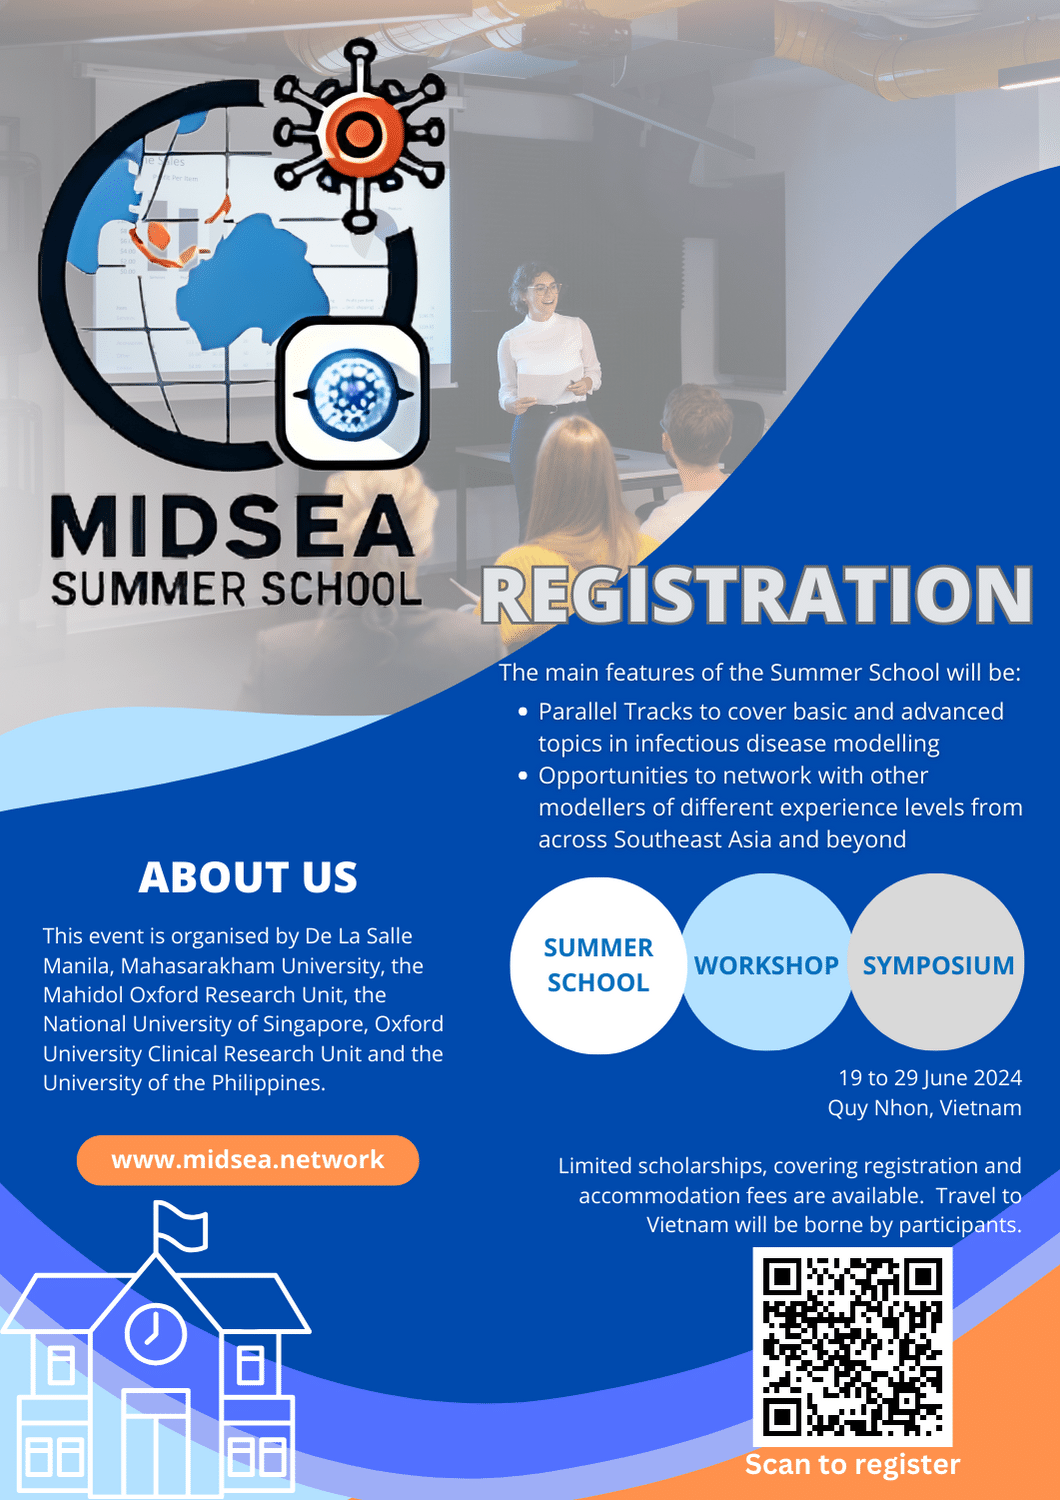 MIDSEA
SUMMER SCHOOL
REGISTRATION
The main features of the Summer School will be:
• Parallel Tracks to cover basic and advanced
topics in infectious disease modelling
• Opportunities to network with other
modellers of different experience levels from
across Southeast Asia and beyond
SUMMER
SCHOOL
WORKSHOP
SYMPOSIUM
19 to 29 June 2024
Quy Nhon, Vietnam
Limited scholarships, covering registration and
accommodation fees are available.  Travel to
Vietnam will be borne by participants.
Scan to register
ABOUT US
This event is organised by De La Salle
Manila, Mahasarakham University, the
Mahidol Oxford Research Unit, the
National University of Singapore, Oxford
University Clinical Research Unit and the
University of the Philippines.
www.midsea.network